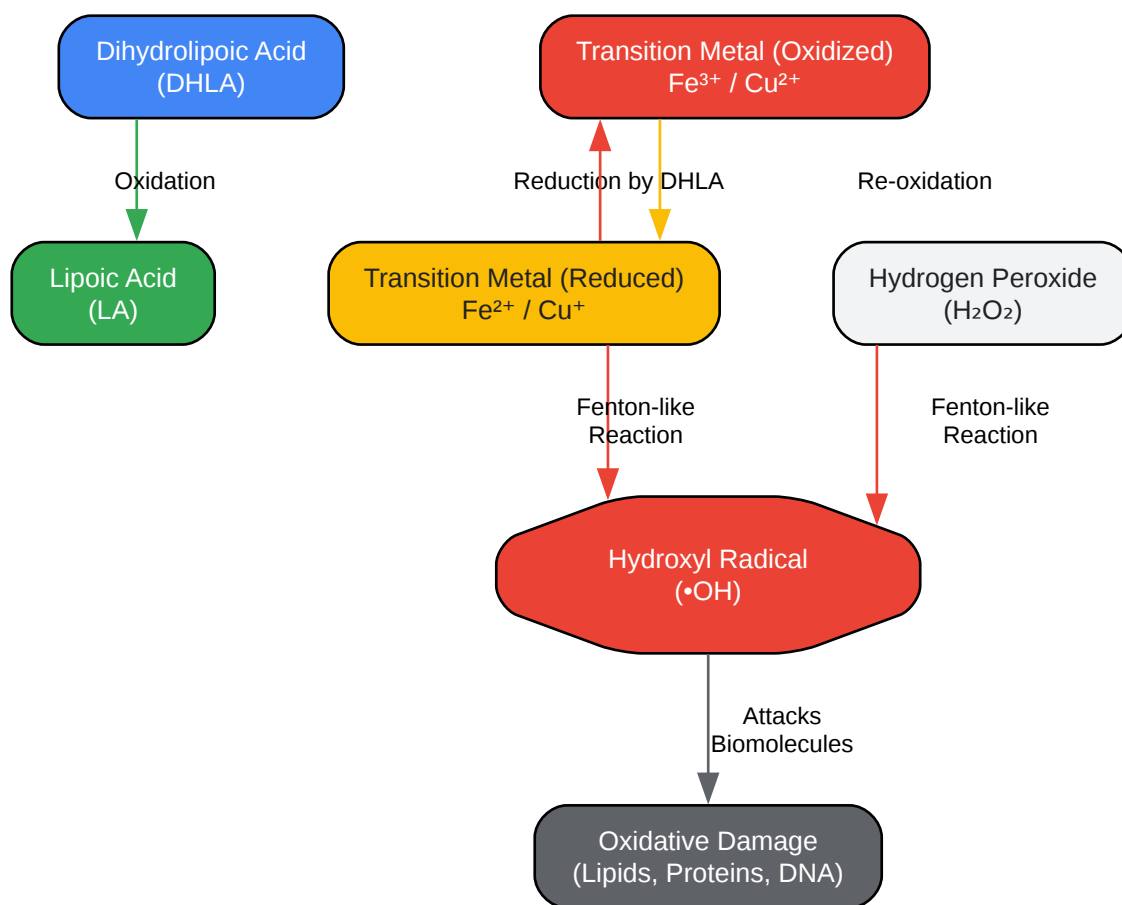 Dihydrolipoic Acid
(DHLA)
Transition Metal (Oxidized)
Fe³⁺ / Cu²⁺
Oxidation
Reduction by DHLA
Re-oxidation
Lipoic Acid
(LA)
Transition Metal (Reduced)
Fe²⁺ / Cu⁺
Hydrogen Peroxide
(H₂O₂)
Fenton-like
Reaction
Fenton-like
Reaction
Hydroxyl Radical
(•OH)
Attacks
Biomolecules
Oxidative Damage
(Lipids, Proteins, DNA)